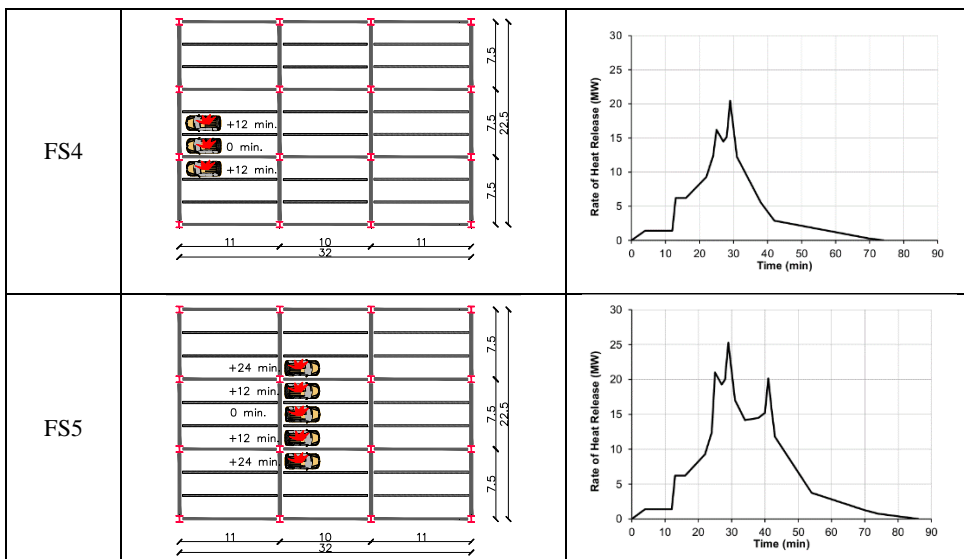 FS4
+12 min.
0 min.
+12 min.
7.5
7.5
7.5
22.5
11
10
11
32
Rate of Heat Release (MW)
30
25
20
15
10
5
0
0 10 20 30 40 50 60 70 80 90
Time (min)
FS5
+24 min.
+12 min.
0 min.
+12 min.
+24 min.
7.5
7.5
7.5
22.5
11
10
11
32
Rate of Heat Release (MW)
30
25
20
15
10
5
0
0 10 20 30 40 50 60 70 80 90
Time (min)